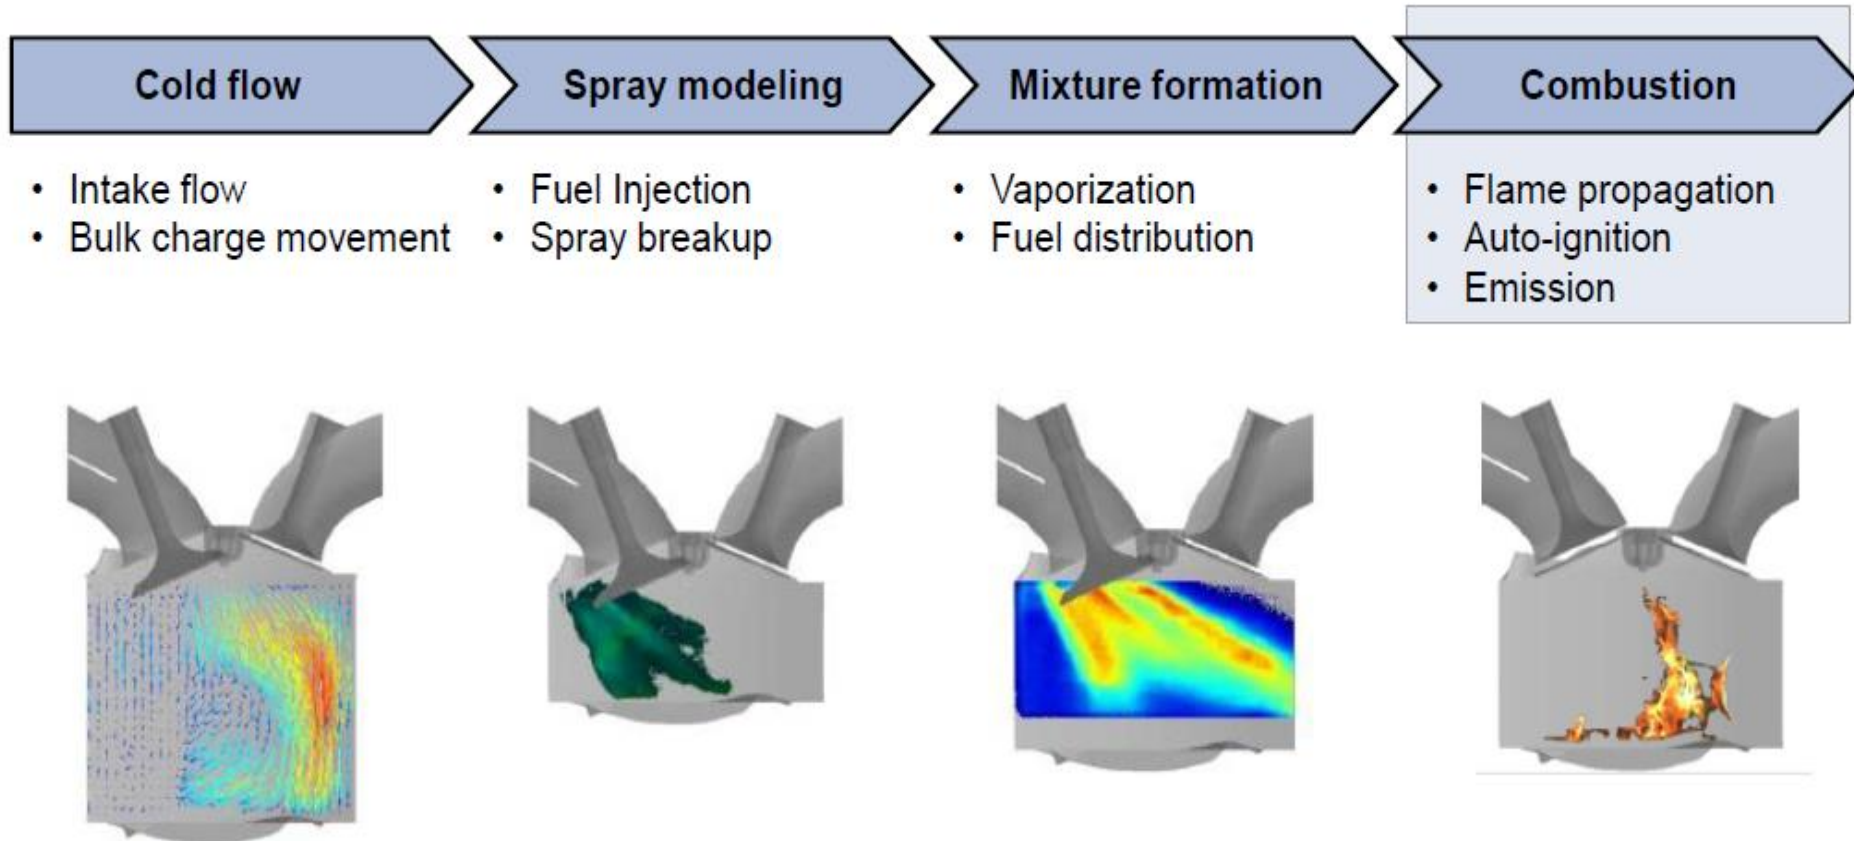 Cold flow
• Intake flow
• Bulk charge movement
Spray modeling
• Fuel Injection
• Spray breakup
Mixture formation
• Vaporization
• Fuel distribution
Combustion
• Flame propagation
• Auto-ignition
• Emission